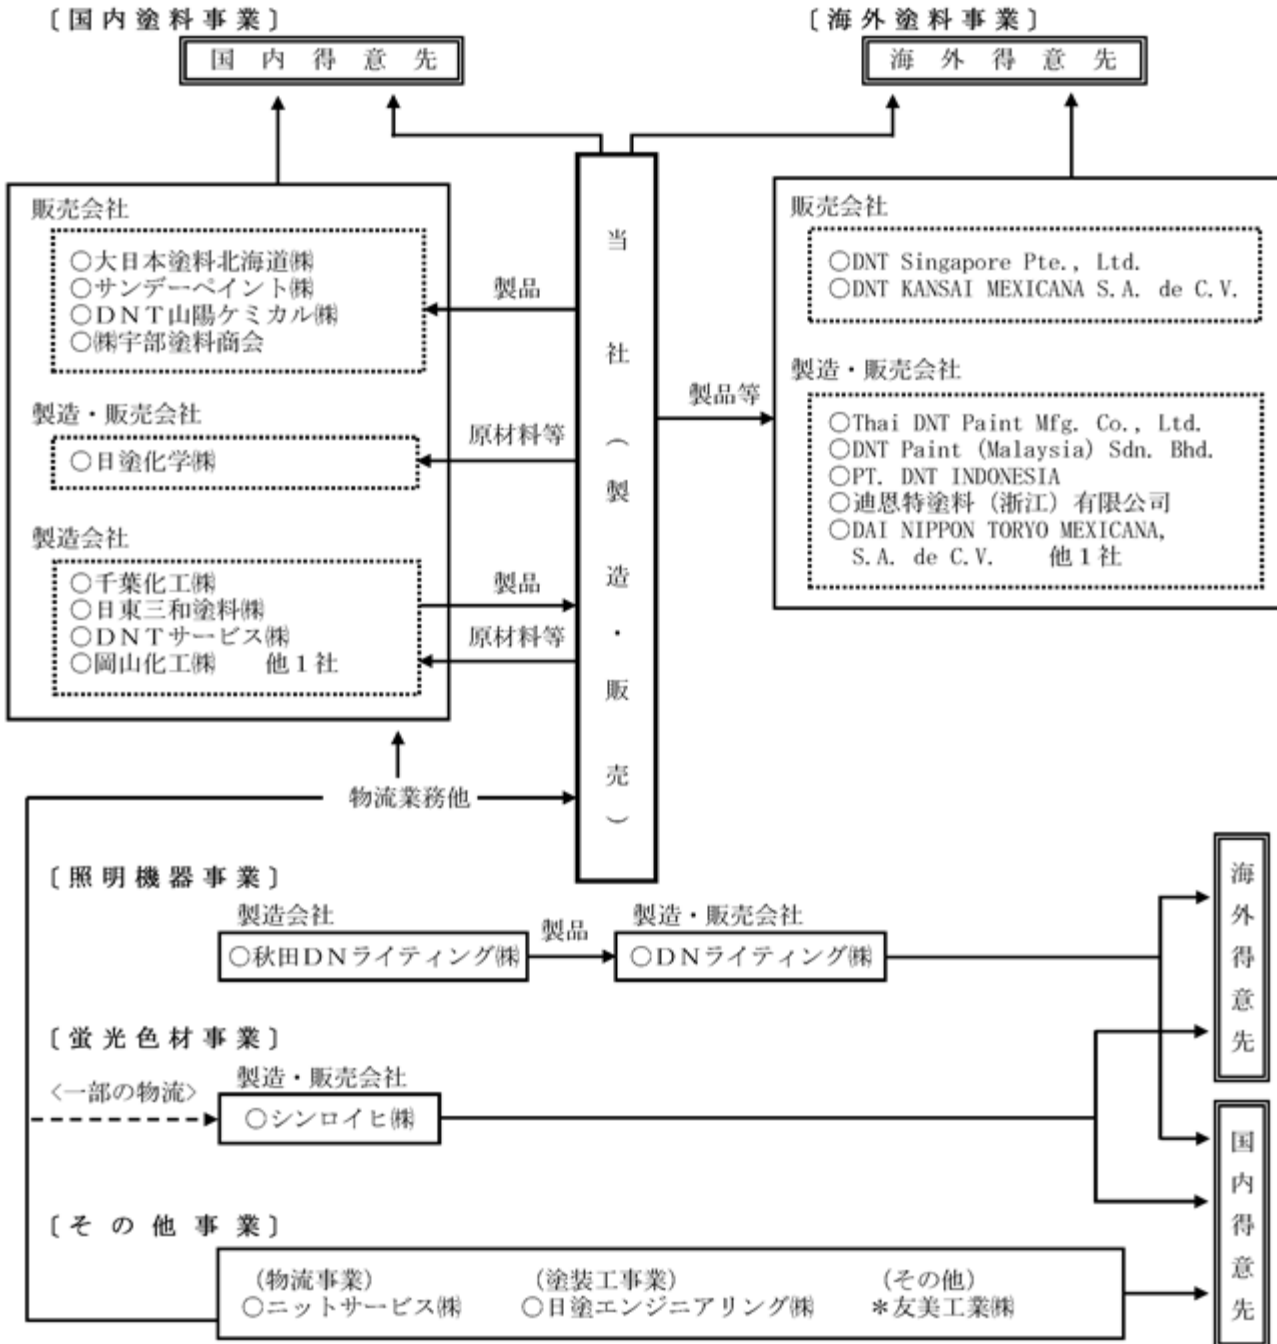 〔国内塗料事業〕
国内得意先
〔海外塗料事業〕
海外得意先
販売会社
○大日本塗料北海道㈱
○サンデーペイント㈱
○DNT山陽ケミカル㈱
○㈱宇部塗料商会
製造・販売会社
○日塗化学㈱
製造会社
○千葉化工㈱
○日東三和塗料㈱
○DNTサービス㈱
○岡山化工㈱　　他1社
製品
原材料等
製品
原材料等
当社(製造・販売)
製品等
販売会社
○DNT Singapore Pte., Ltd.
○DNT KANSAI MEXICANA S.A. de C.V.
製造・販売会社
○Thai DNT Paint Mfg. Co., Ltd.
○DNT Paint (Malaysia) Sdn. Bhd.
○PT. DNT INDONESIA
○迪恩特塗料（浙江）有限公司
○DAI NIPPON TORYO MEXICANA,
S.A. de C.V.　　他1社
物流業務他
〔照明機器事業〕
製造会社
○秋田DNライティング㈱
製品
製造・販売会社
○DNライティング㈱
海外得意先
〔蛍光色材事業〕
<一部の物流>
製造・販売会社
○シンロイヒ㈱
国内得意先
〔その他事業〕
(物流事業)
○ニットサービス㈱
(塗装工事業)
○日塗エンジニアリング㈱
(その他)
＊友美工業㈱